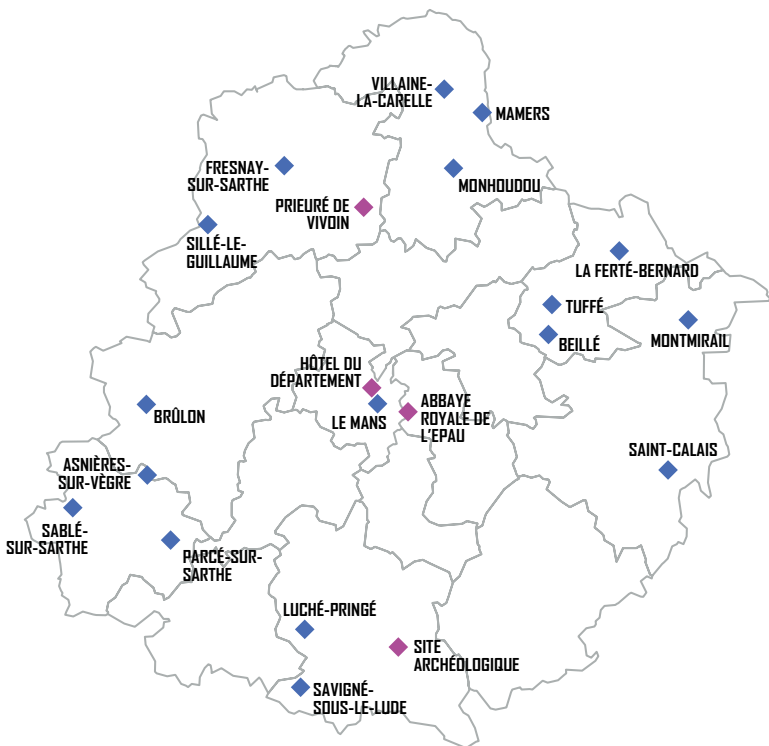 VILLAINE-
LA-CARELLE
MAMERS
FRESNAY-
SUR-SARTHE
MONHOUDOU
PRIEURÉ DE
VIVOIN
SILLÉ-LE-
GUILLAUME
LA FERTÉ-BERNARD
TUFFÉ
MONTMIRAIL
BEILLÉ
HÔTEL DU
DÉPARTEMENT
LE MANS
ABBAYE
ROYALE DE
L'EPAU
BRÛLON
SAINT-CALAIS
ASNIÈRES-
SUR-VÈGRE
SABLÉ-
SUR-SARTHE
PARCÉ-SUR-
SARTHE
LUCHÉ-PRINGÉ
SITE
ARCHÉOLOGIQUE
SAVIGNÉ-
SOUS-LE-LUDE